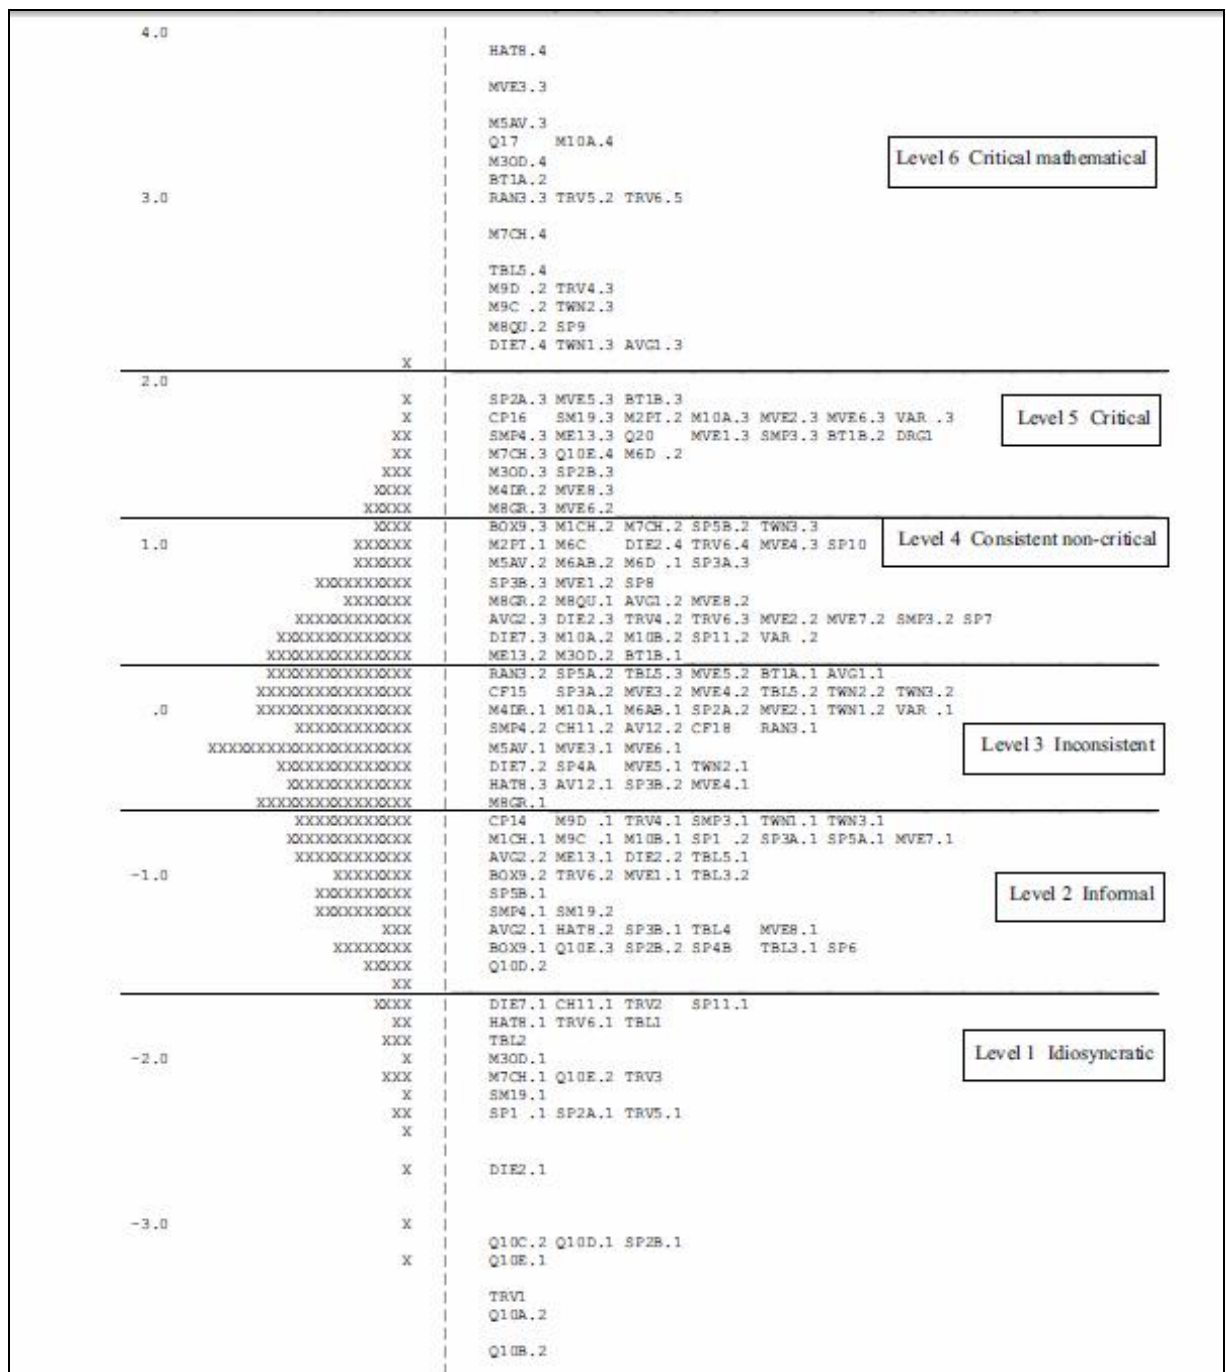 4.0
HAT8.4
MVE3.3
M5AV.3
Q17 M10A.4
M3OD.4
Level 6 Critical mathematical
BT1A.2
3.0 RAN3.3 TRV5.2 TRV6.5
M7CH.4
TBL5.4
M9D .2 TRV4.3
M9C .2 TWN2.3
M8QU.2 SP9
DIE7.4 TWN1.3 AVG1.3
X
2.0
X SP2A.3 MVE5.3 BT1B.3
X CP16 SM19.3 M2PT.2 M10A.3 MVE2.3 MVE6.3 VAR .3
Level 5 Critical
XX SMP4.3 ME13.3 Q20 MVE1.3 SMP3.3 BT1B.2 DRG1
XX M7CH.3 Q10E.4 M6D .2
XXX M3OD.3 SP2B.3
XXXX M4DR.2 MVE8.3
XXXXX M8GR.3 MVE6.2
XXXX BOX9.3 M1CH.2 M7CH.2 SP5B.2 TWN3.3
Level 4 Consistent non-critical
1.0 XXXXXX M2PT.1 M6C DIE2.4 TRV6.4 MVE4.3 SP10
XXXXXX M5AV.2 M6AB.2 M6D .1 SP3A.3
XXXXXXXXXX SP3B.3 MVE1.2 SP8
XXXXXXX M8GR.2 M8QU.1 AVG1.2 MVE8.2
XXXXXXXXXXXX AVG2.3 DIE2.3 TRV4.2 TRV6.3 MVE2.2 MVE7.2 SMP3.2 SP7
XXXXXXXXXXXXXX DIE7.3 M10A.2 M10B.2 SP11.2 VAR .2
XXXXXXXXXXXXXXX ME13.2 M3OD.2 BT1B.1
XXXXXXXXXXXXXXX RAN3.2 SP5A.2 TBL5.3 MVE5.2 BT1A.1 AVG1.1
XXXXXXXXXXXXXXXX CF15 SP3A.2 MVE3.2 MVE4.2 TBL5.2 TWN2.2 TWN3.2
.0 XXXXXXXXXXXXXXXX M4DR.1 M10A.1 M6AB.1 SP2A.2 MVE2.1 TWN1.2 VAR .1
XXXXXXXXXXXX SMP4.2 CH11.2 AV12.2 CF18 RAN3.1
XXXXXXXXXXXXXXXXXXXXX M5AV.1 MVE3.1 MVE6.1
Level 3 Inconsistent
XXXXXXXXXXXXXX DIE7.2 SP4A MVE5.1 TWN2.1
XXXXXXXXXXXXX HAT8.3 AV12.1 SP3B.2 MVE4.1
XXXXXXXXXXXXXXXX M8GR.1
XXXXXXXXXXXX CP14 M9D .1 TRV4.1 SMP3.1 TWN1.1 TWN3.1
XXXXXXXXXXXXX M1CH.1 M9C .1 M10B.1 SP1 .2 SP3A.1 SP5A.1 MVE7.1
XXXXXXXXXXXX AVG2.2 ME13.1 DIE2.2 TBL5.1
-1.0 XXXXXXXX BOX9.2 TRV6.2 MVE1.1 TBL3.2
XXXXXXXXXX SP5B.1
Level 2 Informal
XXXXXXXXXX SMP4.1 SM19.2
XXX AVG2.1 HAT8.2 SP3B.1 TBL4 MVE8.1
XXXXXXXX BOX9.1 Q10E.3 SP2B.2 SP4B TBL3.1 SP6
XXXXX Q10D.2
XX
XXXX DIE7.1 CH11.1 TRV2 SP11.1
XX HAT8.1 TRV6.1 TBL1
XXX TBL2
Level 1 Idiosyncratic
-2.0 X M3OD.1
XXX M7CH.1 Q10E.2 TRV3
X SM19.1
XX SP1 .1 SP2A.1 TRV5.1
X
X DIE2.1
-3.0 X
Q10C.2 Q10D.1 SP2B.1
X Q10E.1
TRV1
Q10A.2
Q10B.2